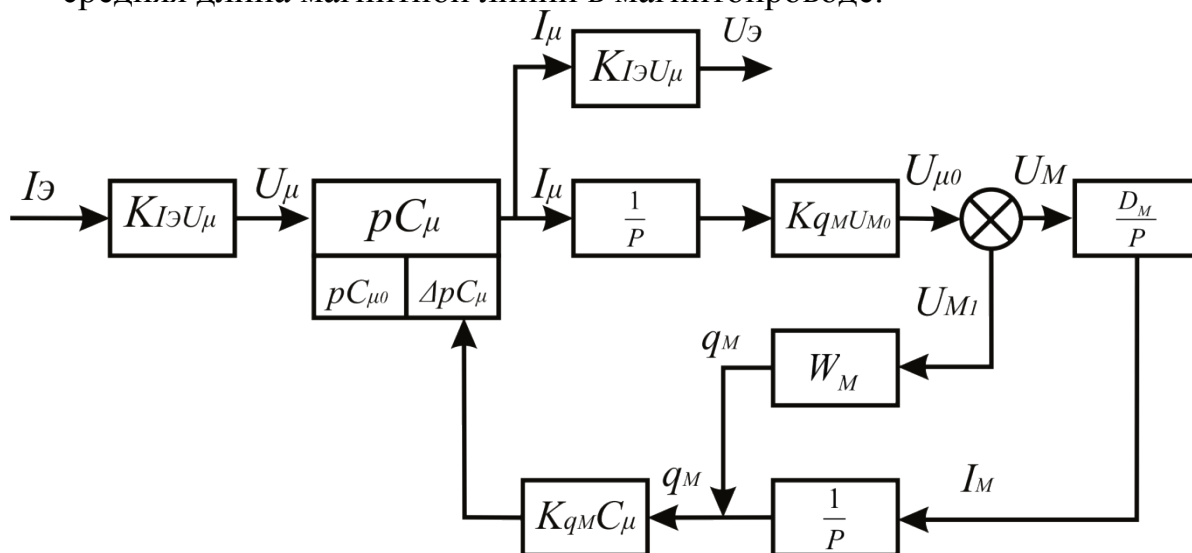 средняя длина магнитной линии в магнитопроводе.
Iμ
UЭ
KIЭUμ
IЭ
KIЭUμ
Uμ
pCμ
pCμ0
ΔpCμ
Iμ
1/P
KqMUM0
Uμ0
UM
DM/P
UM1
qM
WM
KqMCμ
qM
1/P
IM